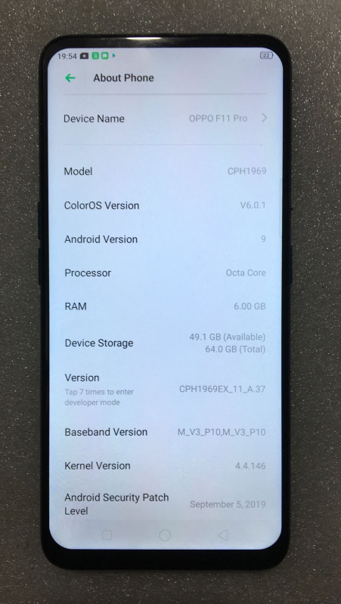 19:54
About Phone
Device Name OPPO F11 Pro
Model CPH1969
ColorOS Version V6.0.1
Android Version 9
Processor Octa Core
RAM 6.00 GB
Device Storage 49.1 GB (Available)
64.0 GB (Total)
Version
Tap 7 times to enter
developer mode CPH1969EX_11_A.37
Baseband Version M_V3_P10,M_V3_P10
Kernel Version 4.4.146
Android Security Patch
Level September 5, 2019